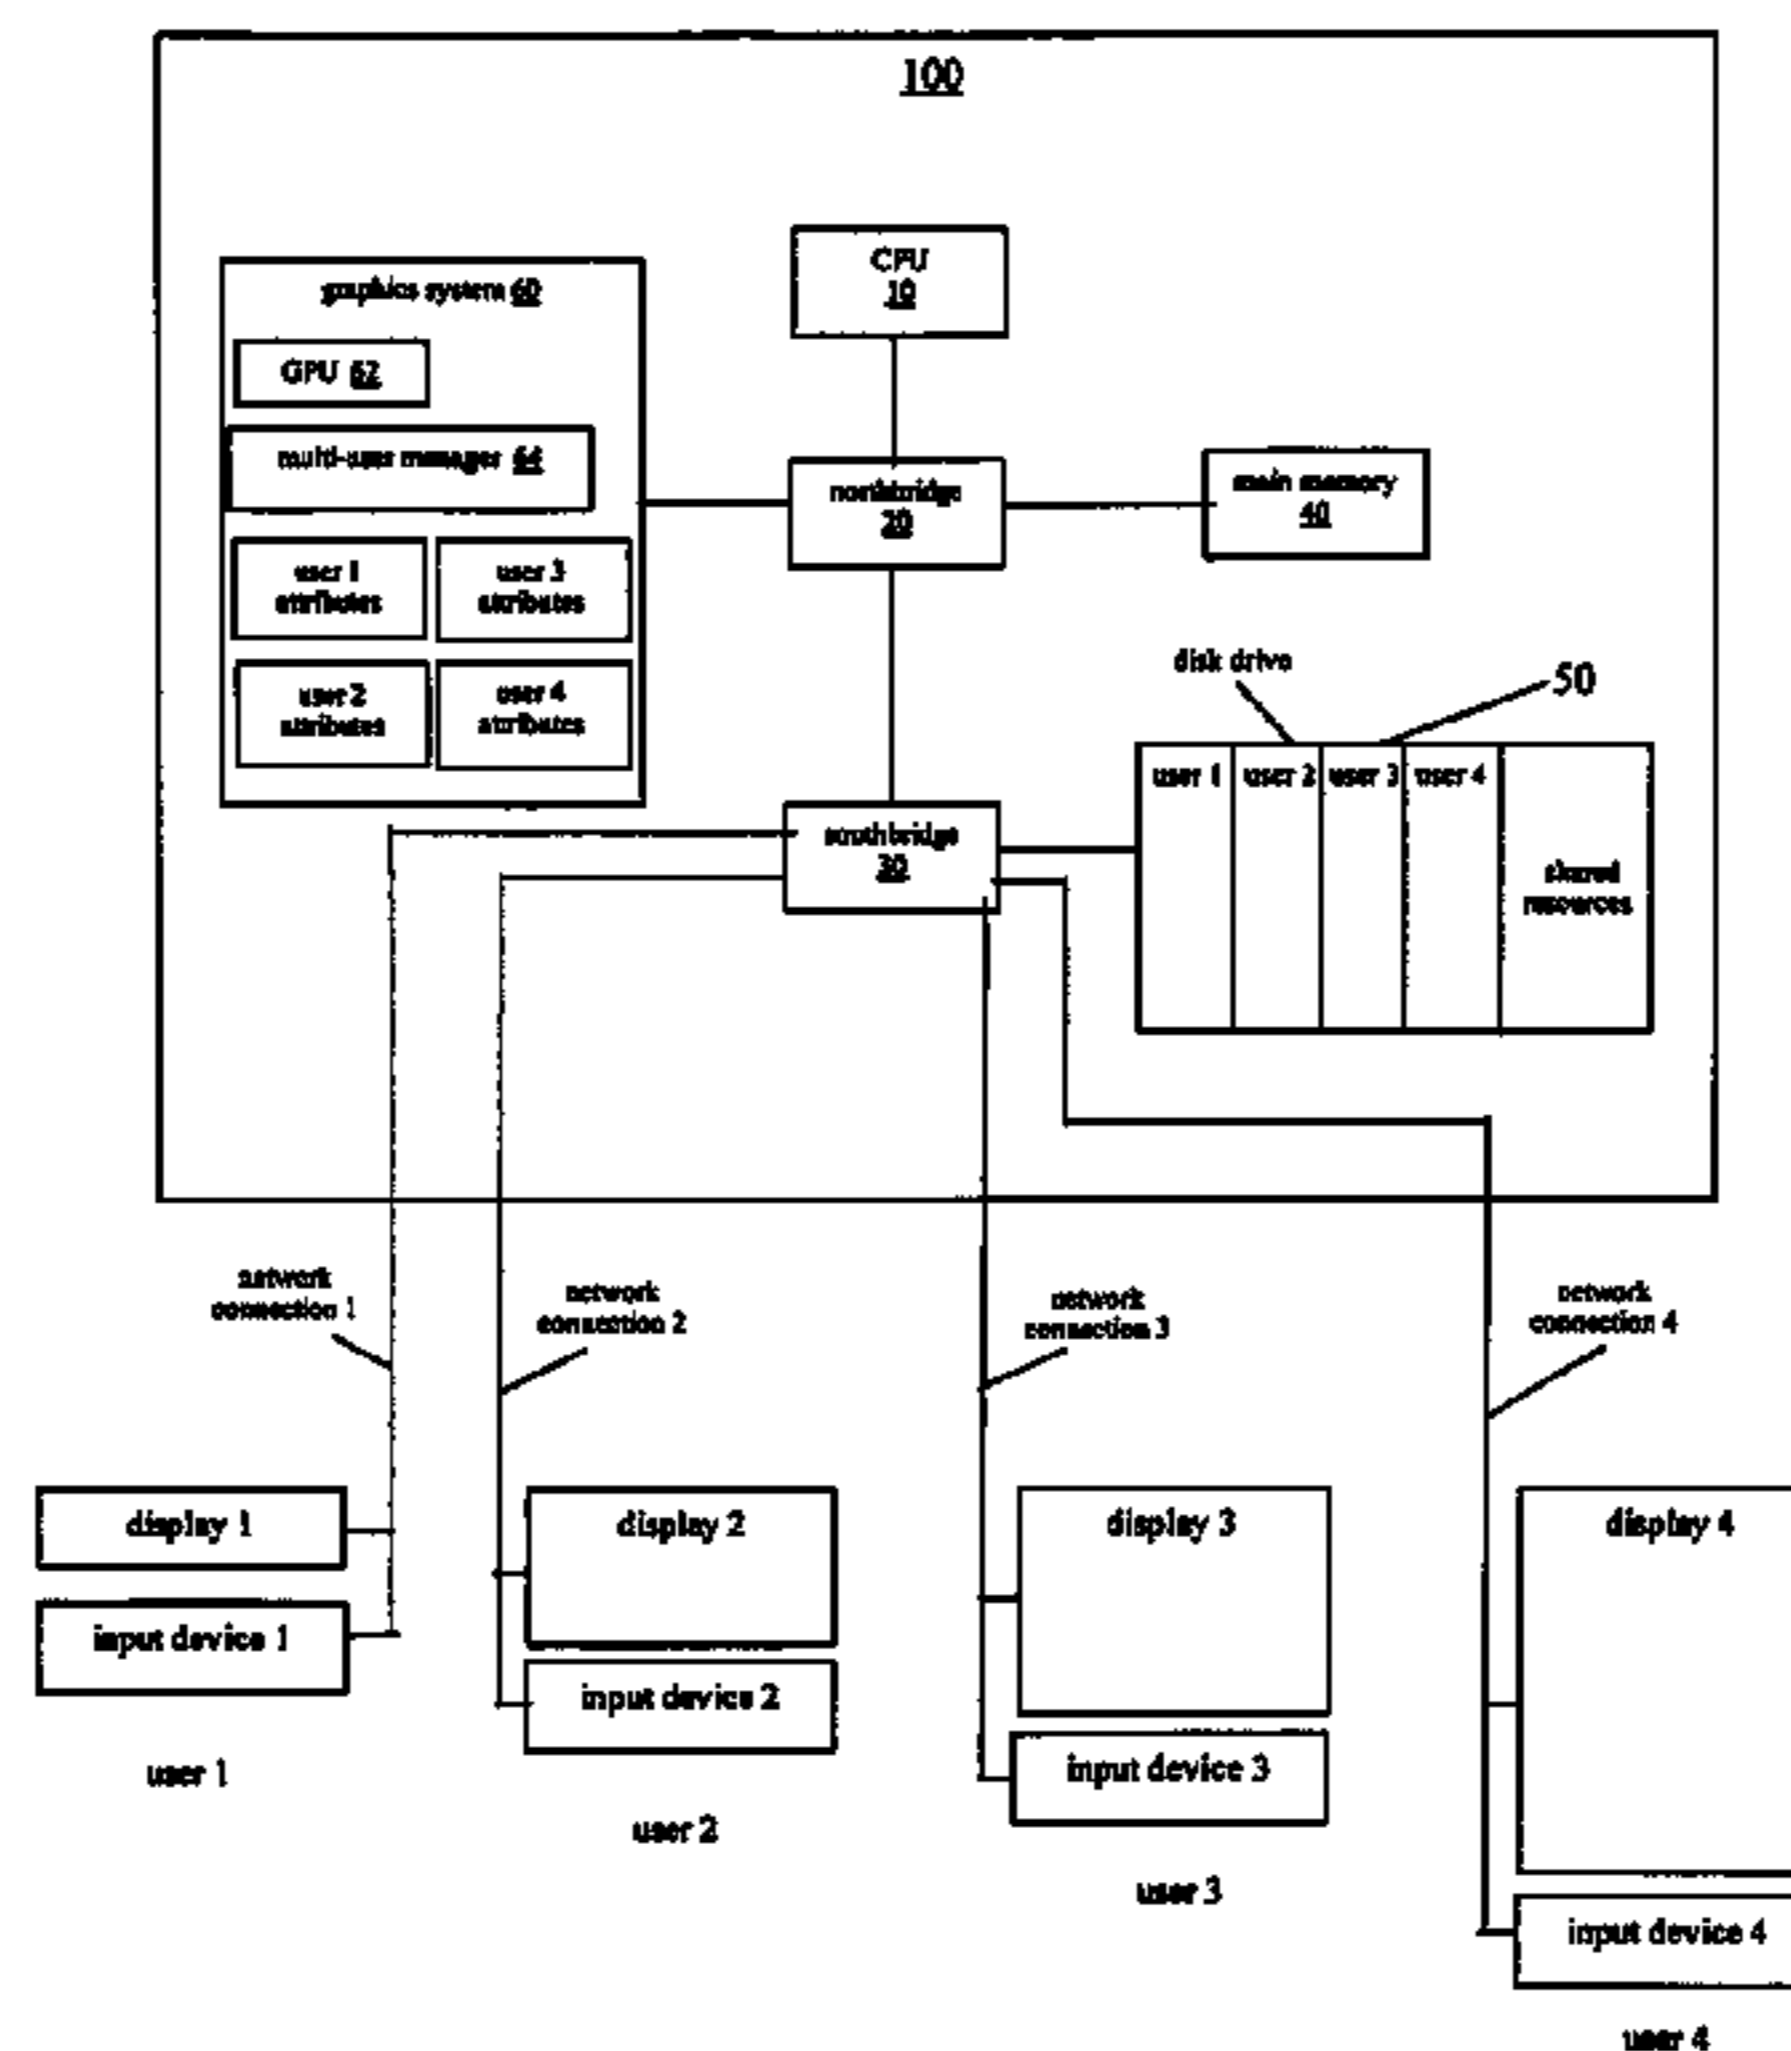 100
CPU
10
graphics system 60
GPU 62
multi-user manager 64
northbridge
20
main memory
40
user 1
attributes
user 3
attributes
user 2
attributes
user 4
attributes
disk drive
50
user 1
user 2
user 3
user 4
southbridge
30
shared
resources
network
connection 1
network
connection 2
network
connection 3
network
connection 4
display 1
display 2
display 3
display 4
input device 1
input device 2
input device 3
input device 4
user 1
user 2
user 3
user 4